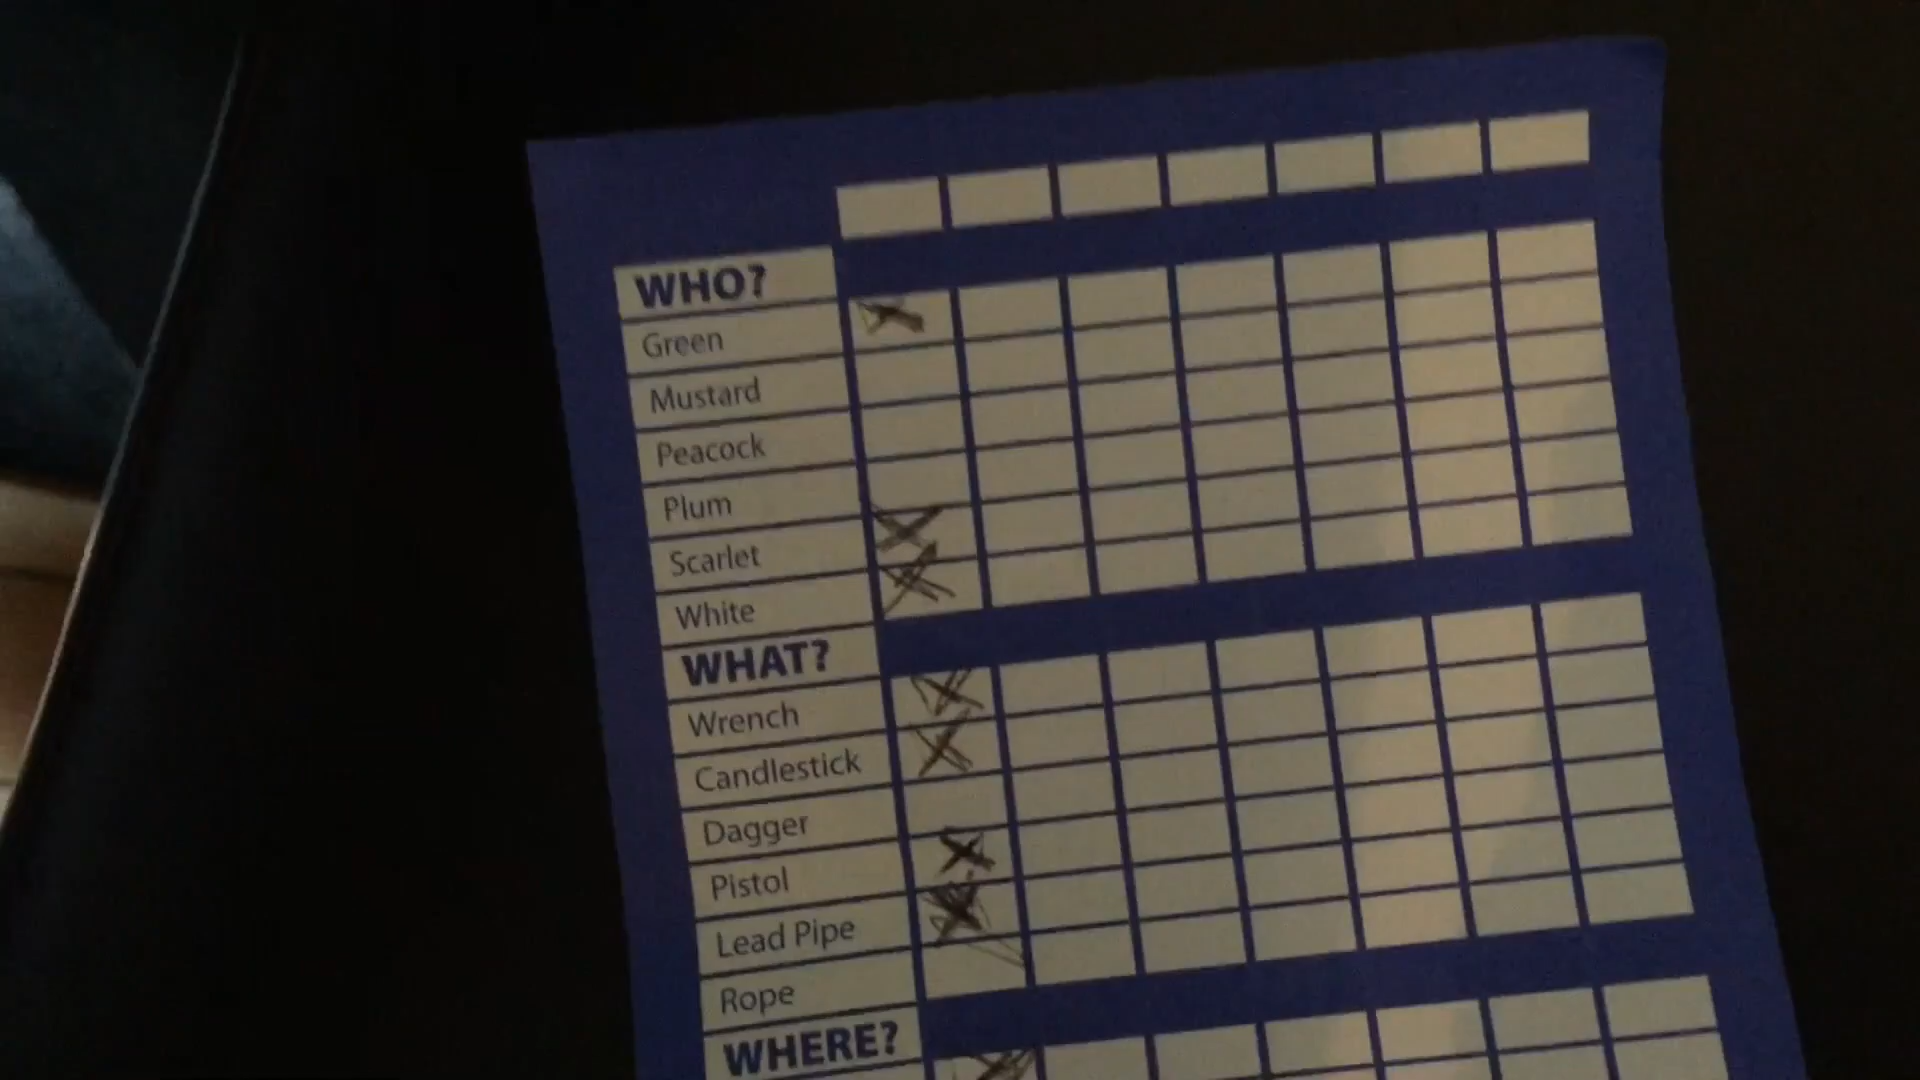 WHO?
Green
Mustard
Peacock
Plum
Scarlet
White
WHAT?
Wrench
Candlestick
Dagger
Pistol
Lead Pipe
Rope
WHERE?